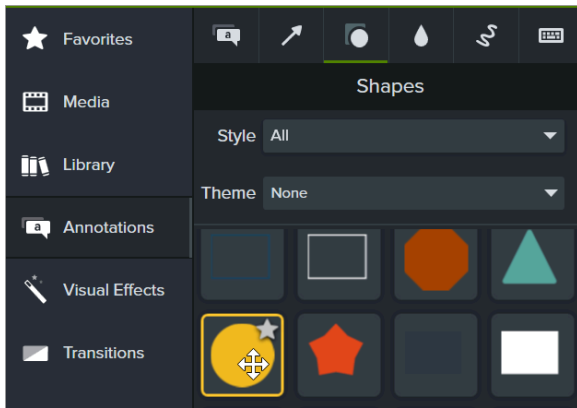 Favorites
Media
Library
a
Annotations
Visual Effects
Transitions
a
Shapes
Style All
Theme None